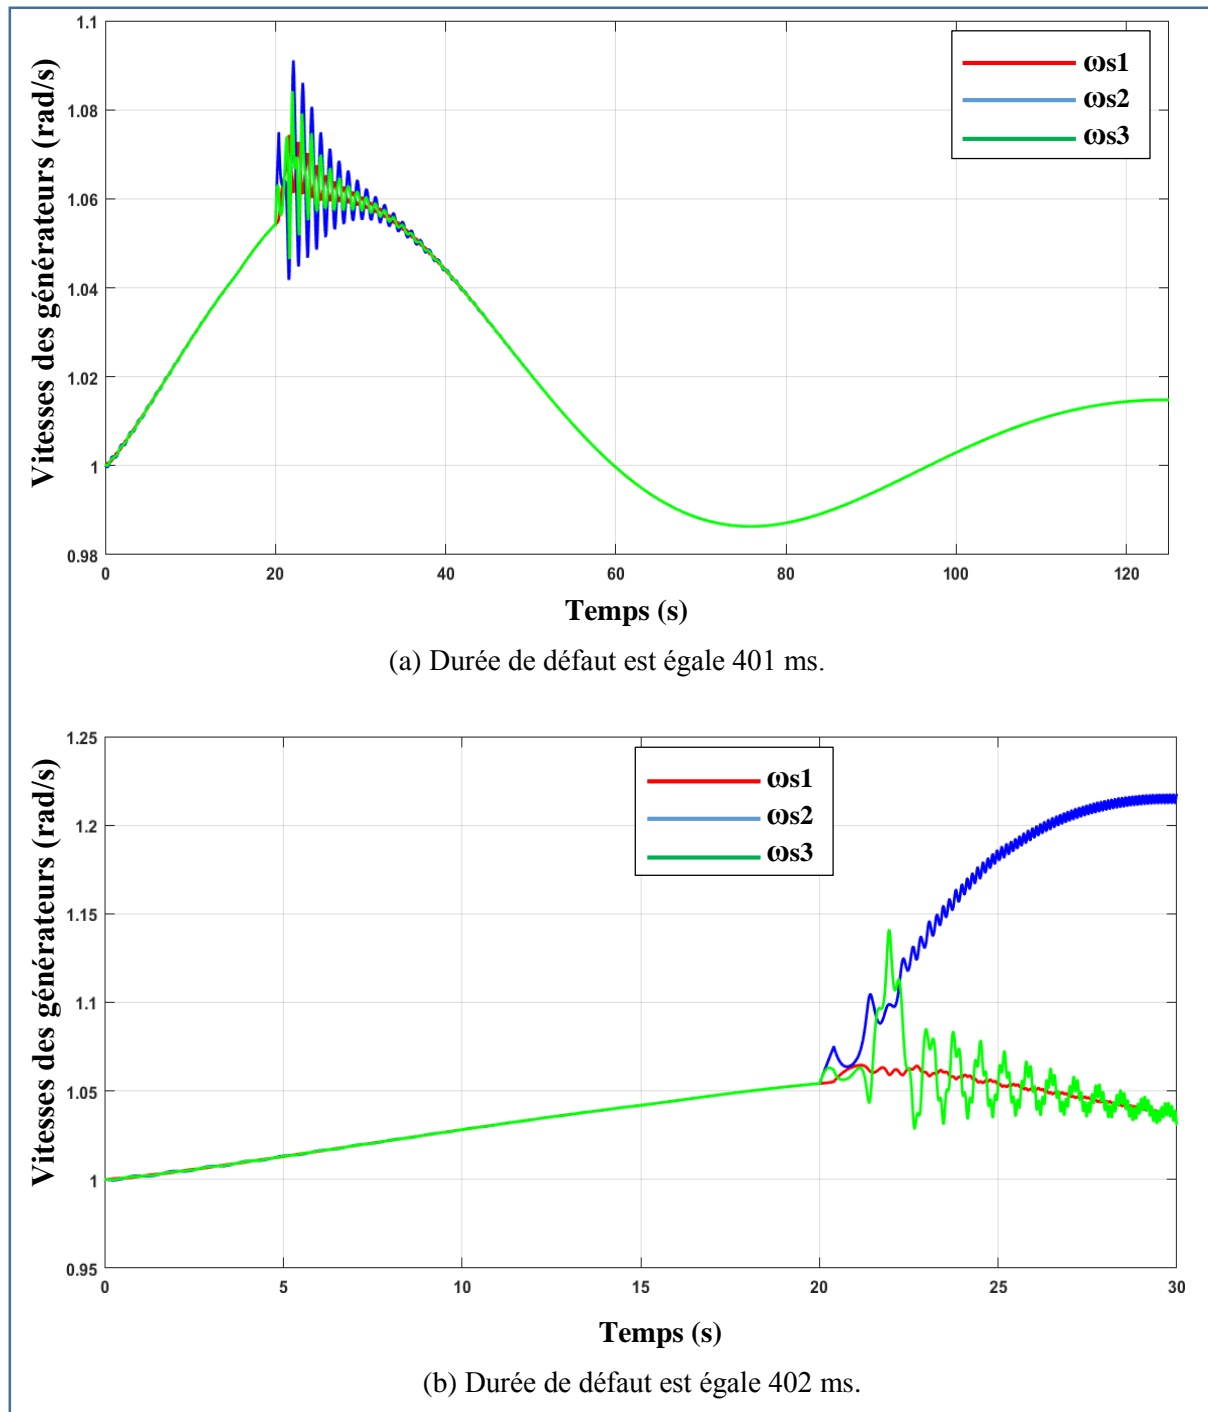 Vitesses des générateurs (rad/s)
1.1
1.08
1.06
1.04
1.02
1
0.98
ωs1
ωs2
ωs3
0 20 40 60 80 100 120
Temps (s)
(a) Durée de défaut est égale 401 ms.
Vitesses des générateurs (rad/s)
1.25
1.2
1.15
1.1
1.05
1
0.95
ωs1
ωs2
ωs3
0 5 10 15 20 25 30
Temps (s)
(b) Durée de défaut est égale 402 ms.